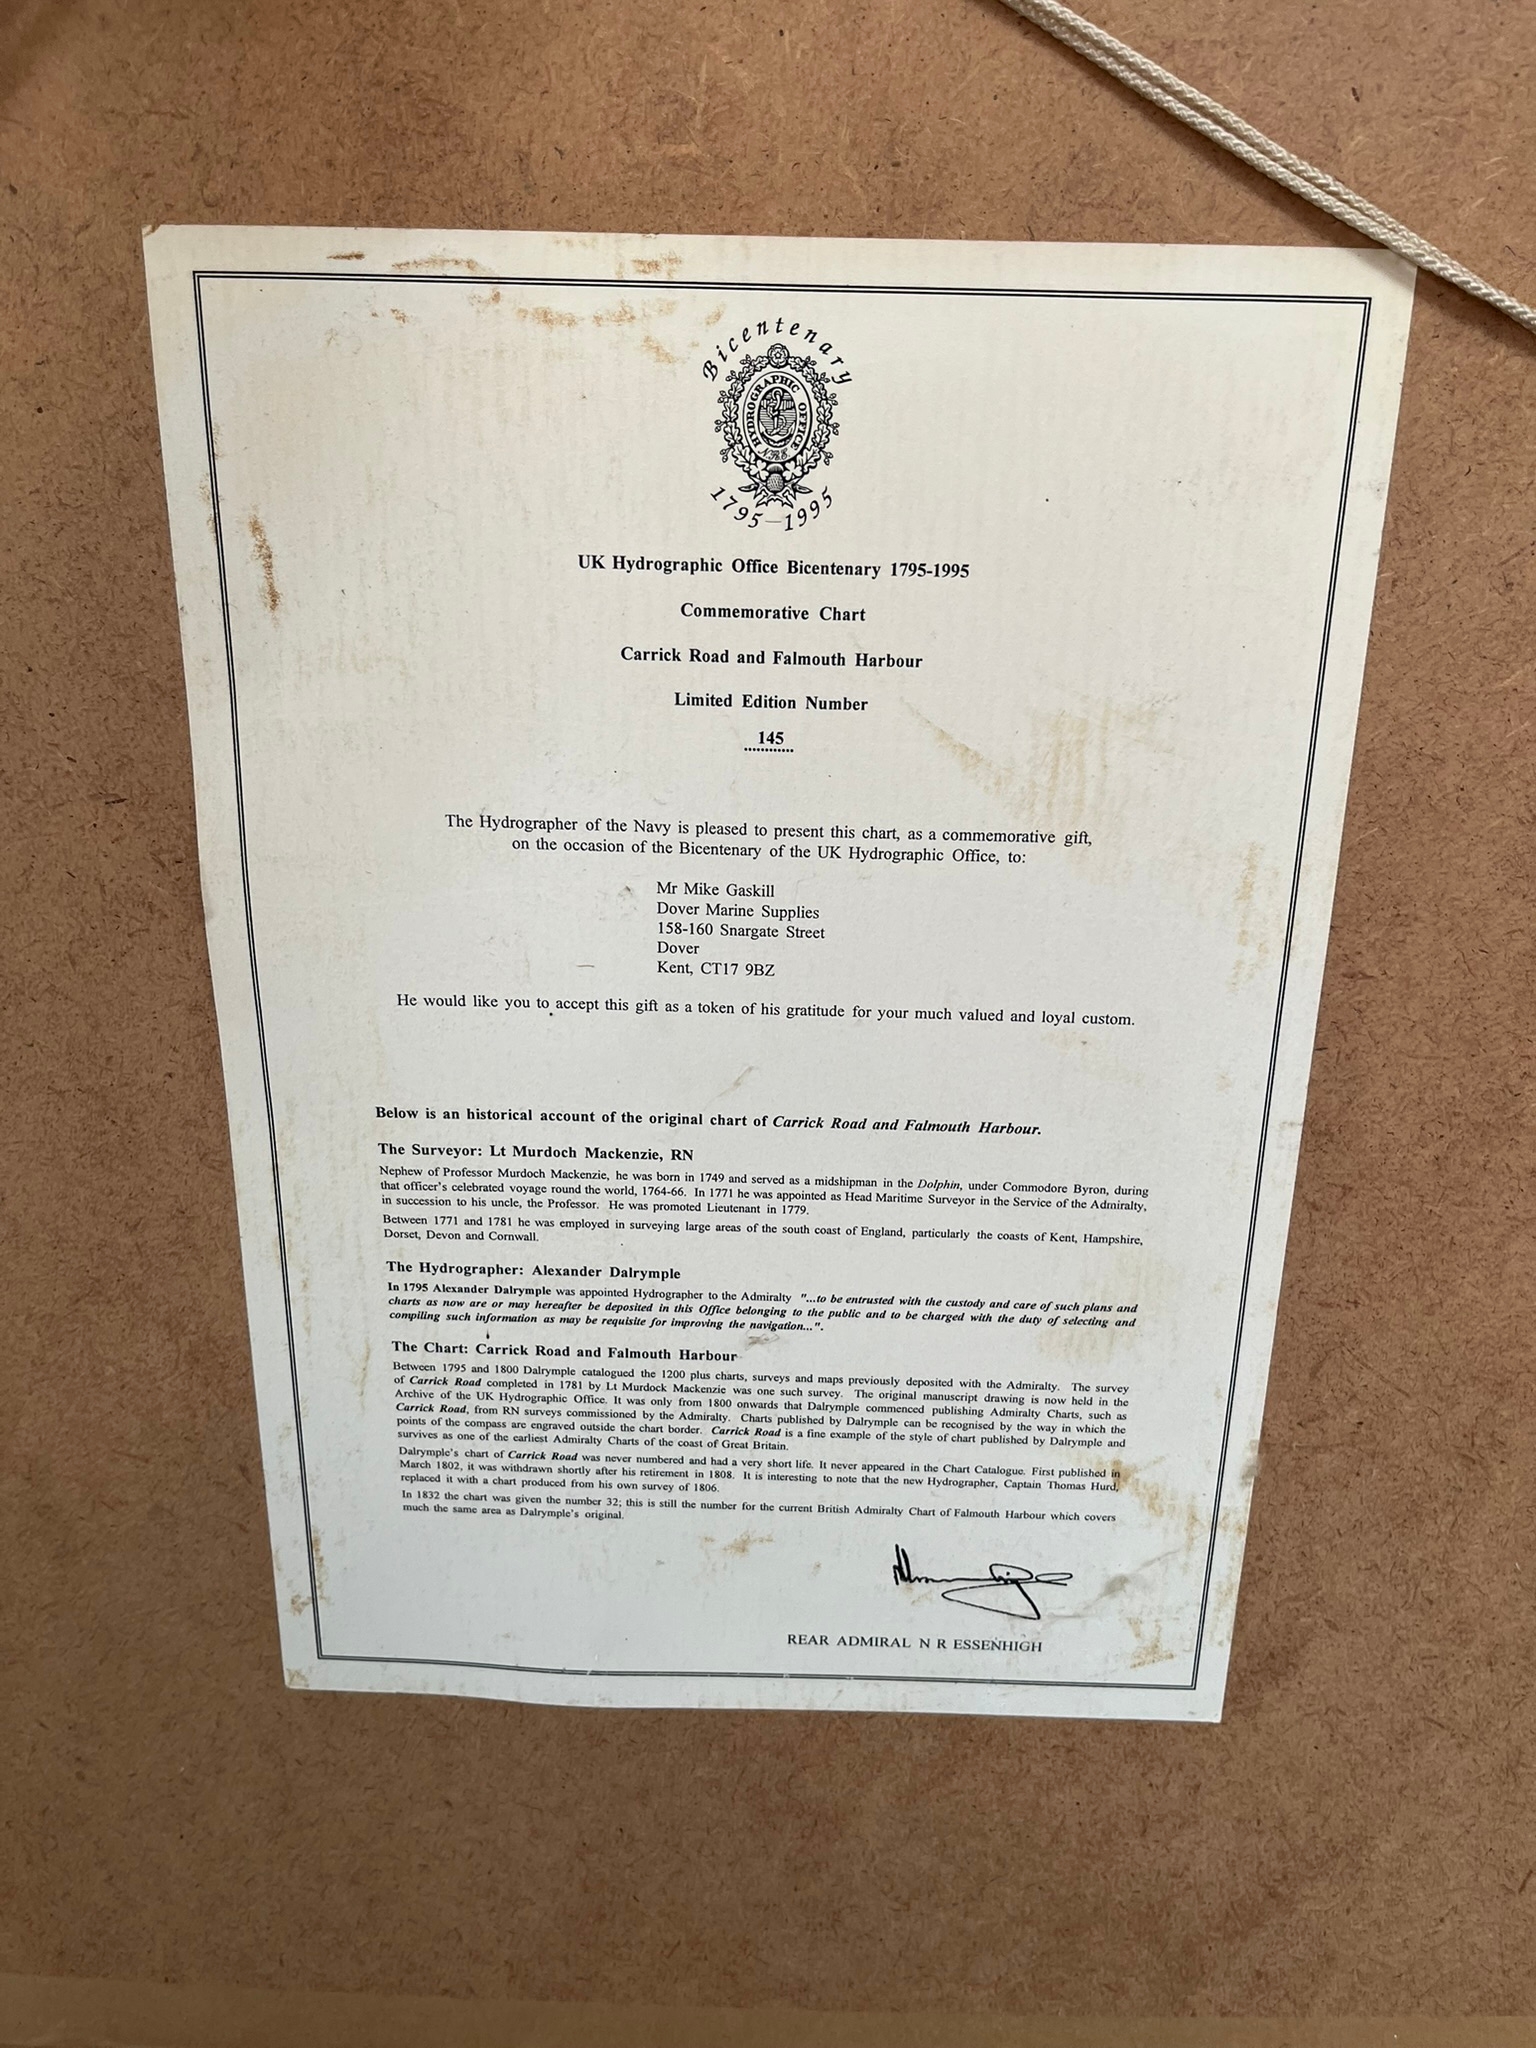 Bicentenary
HYDROGRAPHIC OFFICE
1795-1995
UK Hydrographic Office Bicentenary 1795-1995
Commemorative Chart
Carrick Road and Falmouth Harbour
Limited Edition Number
145
The Hydrographer of the Navy is pleased to present this chart, as a commemorative gift,
on the occasion of the Bicentenary of the UK Hydrographic Office, to:
Mr Mike Gaskill
Dover Marine Supplies
158-160 Snargate Street
Dover
Kent, CT17 9BZ
He would like you to accept this gift as a token of his gratitude for your much valued and loyal custom.
Below is an historical account of the original chart of Carrick Road and Falmouth Harbour.
The Surveyor: Lt Murdoch Mackenzie, RN
Nephew of Professor Murdoch Mackenzie, he was born in 1749 and served as a midshipman in the Dolphin, under Commodore Byron, during
that officer's celebrated voyage round the world, 1764-66. In 1771 he was appointed as Head Maritime Surveyor in the Service of the Admiralty,
in succession to his uncle, the Professor. He was promoted Lieutenant in 1779.
Between 1771 and 1781 he was employed in surveying large areas of the south coast of England, particularly the coasts of Kent, Hampshire,
Dorset, Devon and Cornwall.
The Hydrographer: Alexander Dalrymple
In 1795 Alexander Dalrymple was appointed Hydrographer to the Admiralty "...to be entrusted with the custody and care of such plans and
charts as now are or may hereafter be deposited in this Office belonging to the public and to be charged with the duty of selecting and
compiling such information as may be requisite for improving the navigation...".
The Chart: Carrick Road and Falmouth Harbour
Between 1795 and 1800 Dalrymple catalogued the 1200 plus charts, surveys and maps previously deposited with the Admiralty. The survey
of Carrick Road completed in 1781 by Lt Murdock Mackenzie was one such survey. The original manuscript drawing is now held in the
Archive of the UK Hydrographic Office. It was only from 1800 onwards that Dalrymple commenced publishing Admiralty Charts, such as
Carrick Road, from RN surveys commissioned by the Admiralty. Charts published by Dalrymple can be recognised by the way in which the
points of the compass are engraved outside the chart border. Carrick Road is a fine example of the style of chart published by Dalrymple and
survives as one of the earliest Admiralty Charts of the coast of Great Britain.
Dalrymple's chart of Carrick Road was never numbered and had a very short life. It never appeared in the Chart Catalogue. First published in
March 1802, it was withdrawn shortly after his retirement in 1808. It is interesting to note that the new Hydrographer, Captain Thomas Hurd,
replaced it with a chart produced from his own survey of 1806.
In 1832 the chart was given the number 32; this is still the number for the current British Admiralty Chart of Falmouth Harbour which covers
much the same area as Dalrymple's original.
REAR ADMIRAL N R ESSENHIGH